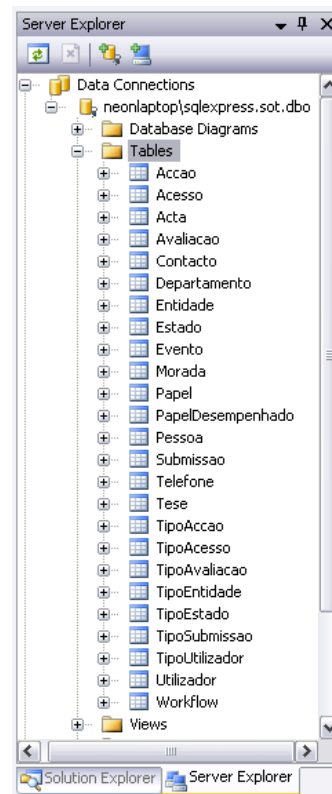 Server Explorer
Data Connections
neonlaptop\sqlexpress.sot.dbo
Database Diagrams
Tables
Accao
Acesso
Acta
Avaliacao
Contacto
Departamento
Entidade
Estado
Evento
Morada
Papel
PapelDesempenhado
Pessoa
Submissao
Telefone
Tese
TipoAccao
TipoAcesso
TipoAvaliacao
TipoEntidade
TipoEstado
TipoSubmissao
TipoUtilizador
Utilizador
Workflow
Views
Solution Explorer Server Explorer